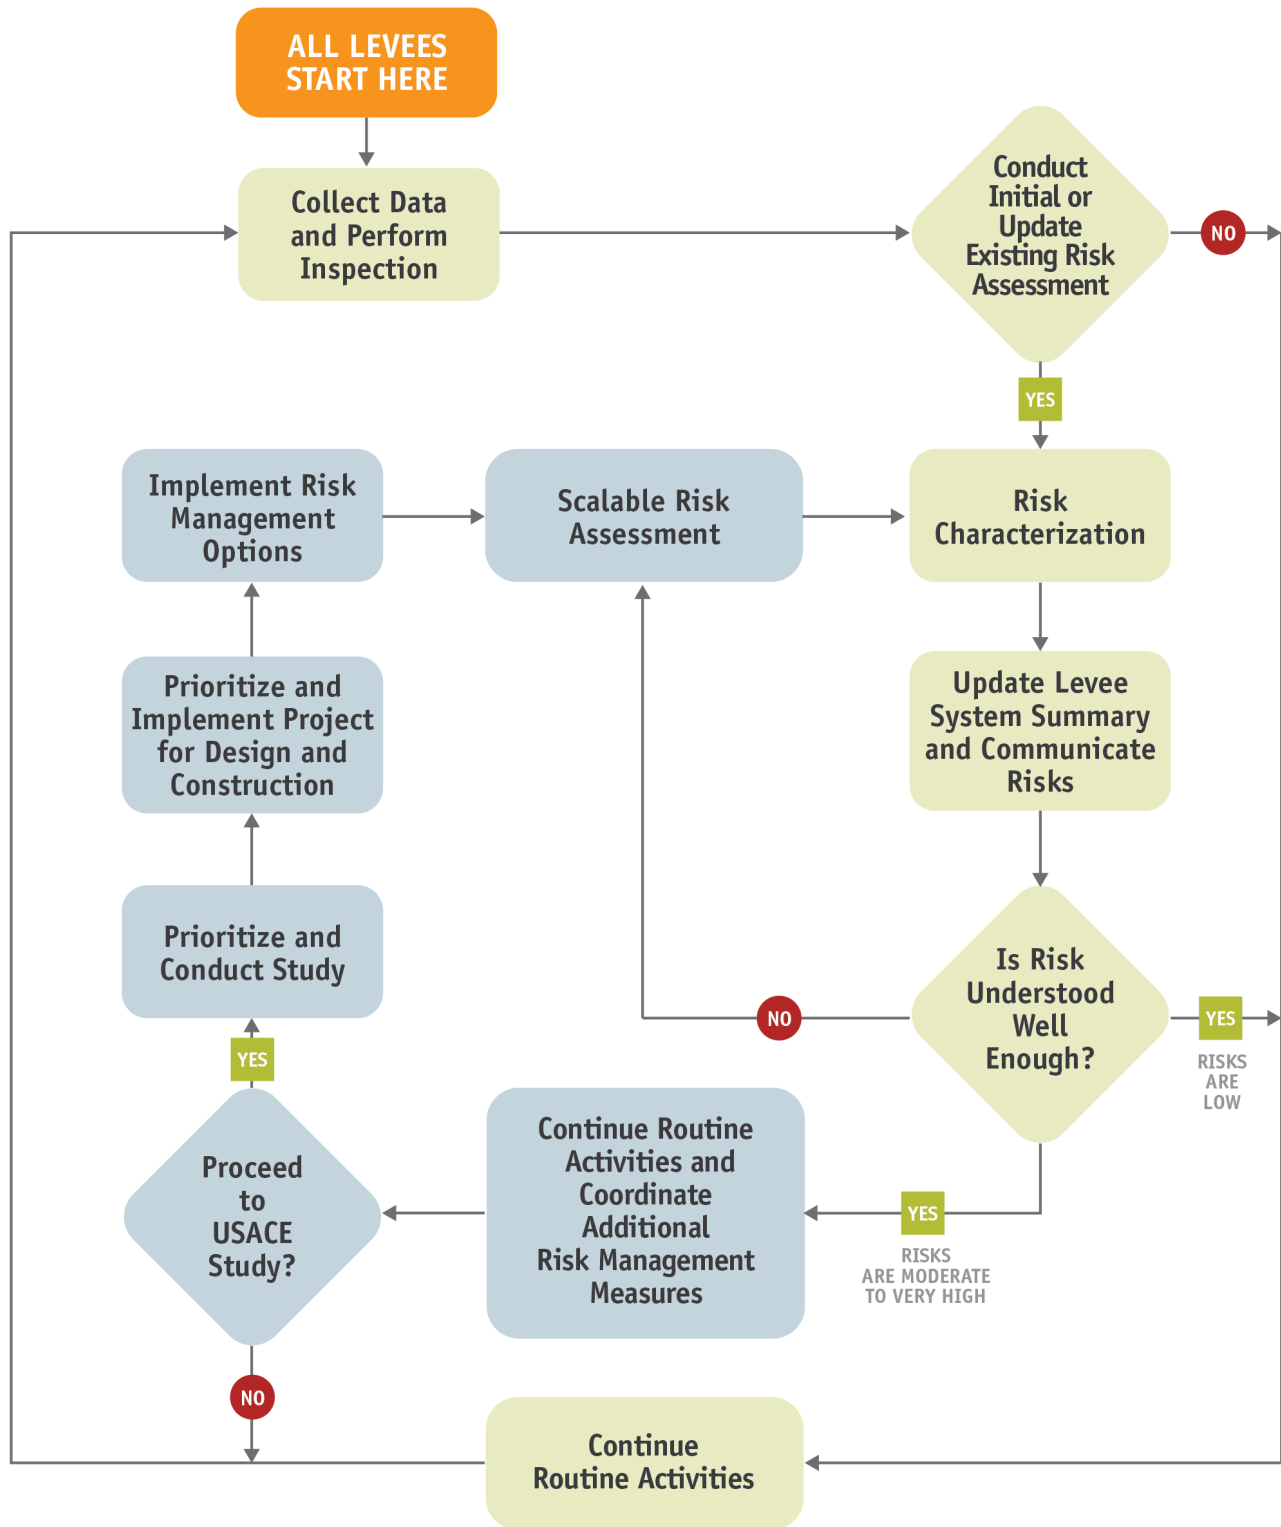 ALL LEVEES
START HERE
Collect Data
and Perform
Inspection
Conduct
Initial or
Update
Existing Risk
Assessment
NO
YES
Implement Risk
Management
Options
Scalable Risk
Assessment
Risk
Characterization
Prioritize and
Implement Project
for Design and
Construction
Update Levee
System Summary
and Communicate
Risks
Prioritize and
Conduct Study
Is Risk
Understood
Well
Enough?
NO
YES
RISKS
ARE
LOW
YES
Proceed
to
USACE
Study?
Continue Routine
Activities and
Coordinate
Additional
Risk Management
Measures
YES
RISKS
ARE MODERATE
TO VERY HIGH
NO
Continue
Routine Activities